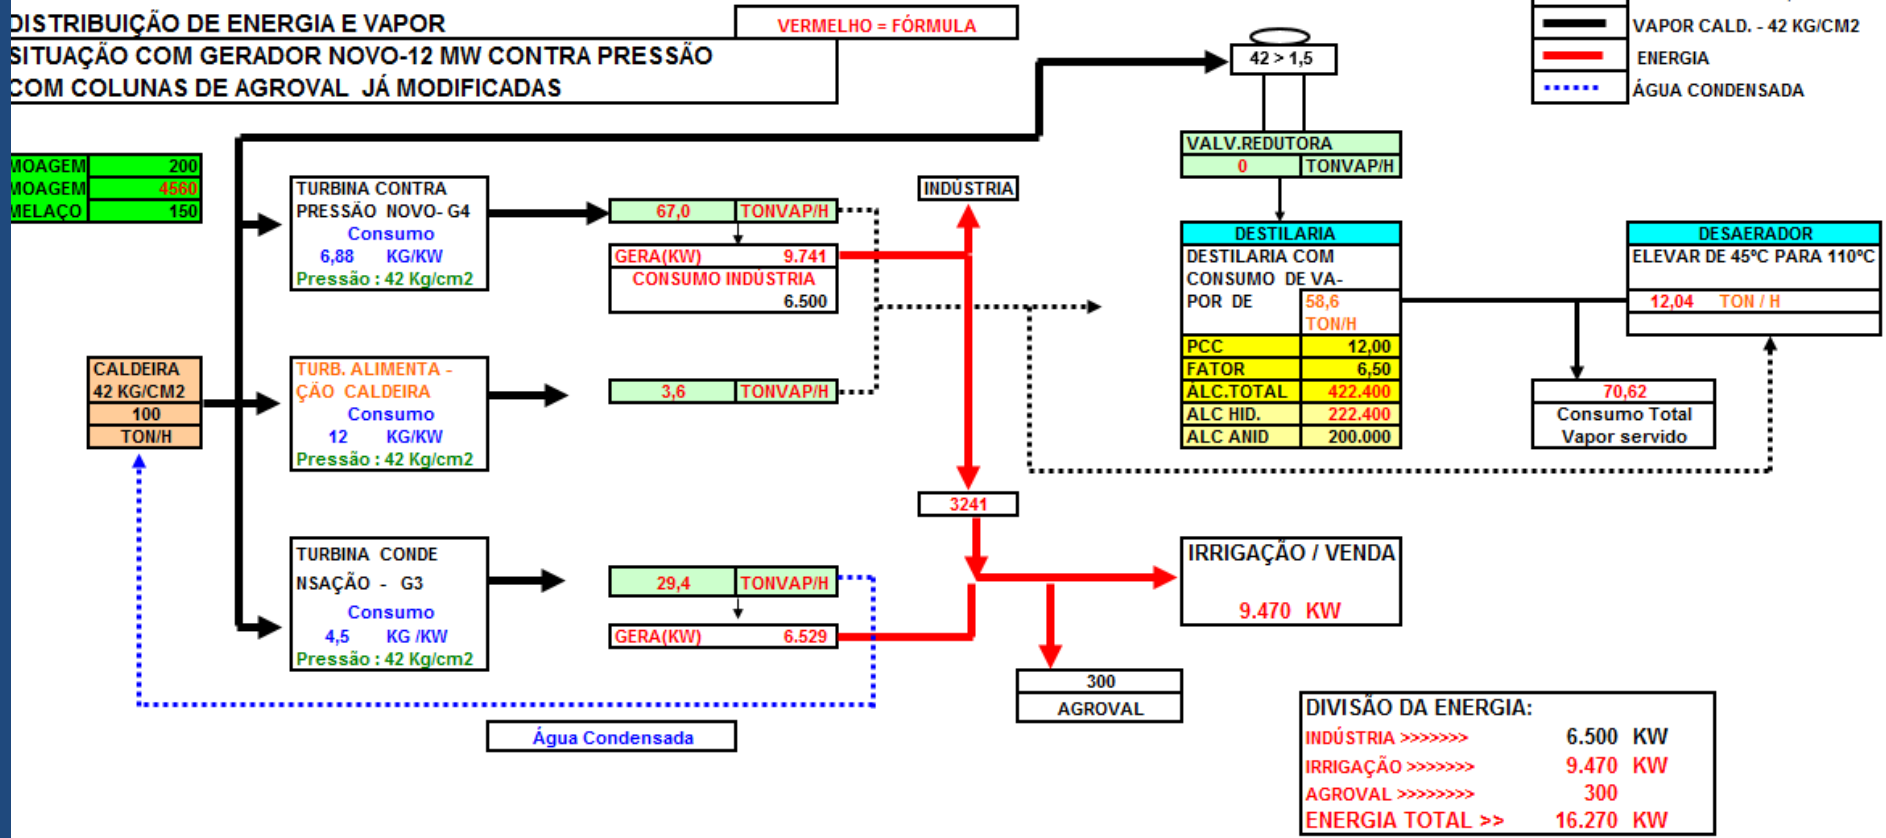 DISTRIBUIÇÃO DE ENERGIA E VAPOR
VERMELHO = FÓRMULA
SITUAÇÃO COM GERADOR NOVO-12 MW CONTRA PRESSÃO
COM COLUNAS DE AGROVAL JÁ MODIFICADAS
42 > 1,5
VAPOR CALD. - 42 KG/CM2
ENERGIA
ÁGUA CONDENSADA
VALV.REDUTORA
0 TONVAP/H
MOAGEM 200
MOAGEM 4560
MELAÇO 150
TURBINA CONTRA
PRESSÃO NOVO- G4
Consumo
6,88 KG/KW
Pressão : 42 Kg/cm2
67,0 TONVAP/H
GERA(KW) 9.741
CONSUMO INDÚSTRIA
6.500
INDÚSTRIA
DESTILARIA
DESTILARIA COM
CONSUMO DE VA-
POR DE 58,6
TON/H
PCC 12,00
FATOR 6,50
ÁLC.TOTAL 422.400
ALC HID. 222.400
ALC ANID 200.000
DESAERADOR
ELEVAR DE 45ºC PARA 110ºC
12,04 TON / H
70,62
Consumo Total
Vapor servido
CALDEIRA
42 KG/CM2
100
TON/H
TURB. ALIMENTA -
ÇÃO CALDEIRA
Consumo
12 KG/KW
Pressão : 42 Kg/cm2
3,6 TONVAP/H
3241
TURBINA CONDE
NSAÇÃO - G3
Consumo
4,5 KG /KW
Pressão : 42 Kg/cm2
29,4 TONVAP/H
GERA(KW) 6.529
IRRIGAÇÃO / VENDA
9.470 KW
300
AGROVAL
Água Condensada
DIVISÃO DA ENERGIA:
INDÚSTRIA >>>>>>> 6.500 KW
IRRIGAÇÃO >>>>>>> 9.470 KW
AGROVAL >>>>>>>> 300
ENERGIA TOTAL >> 16.270 KW